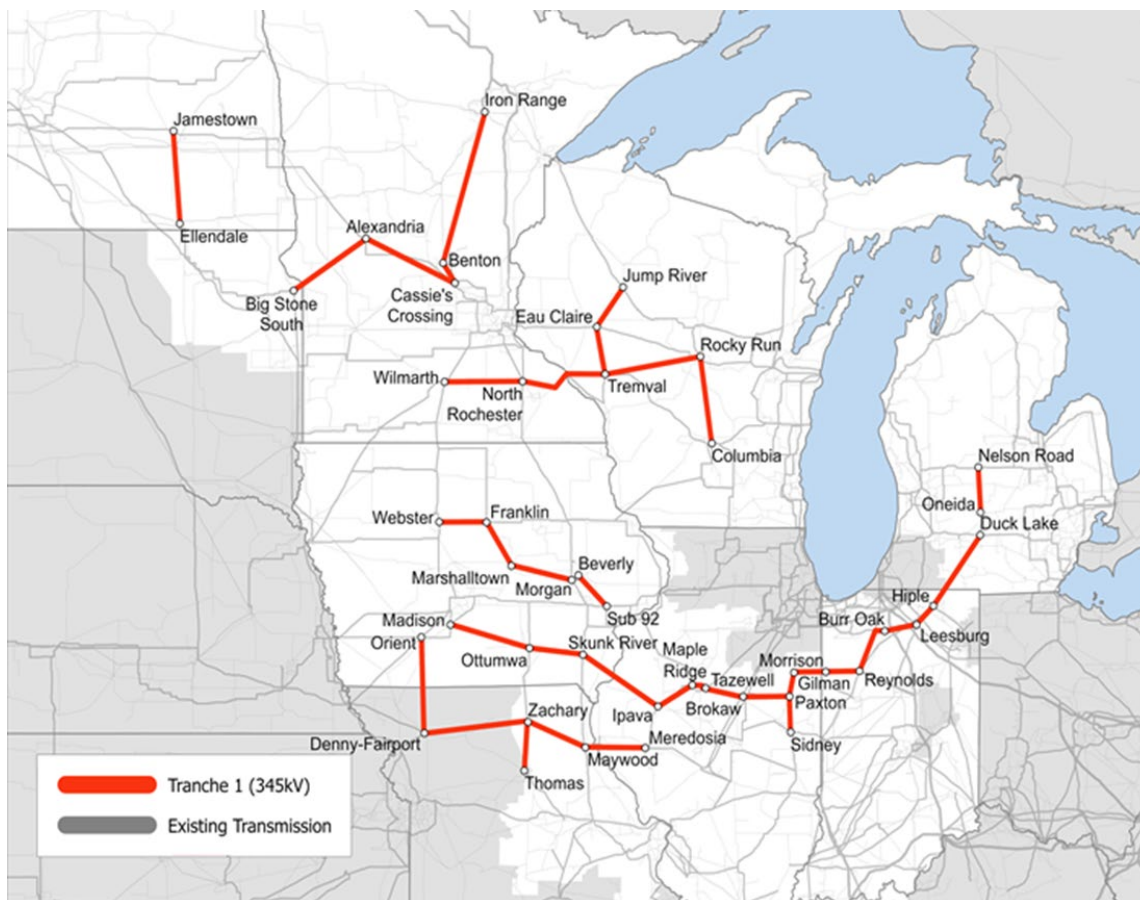 Iron Range
Jamestown
Ellendale
Alexandria
Benton
Cassie's
Crossing
Big Stone
South
Jump River
Eau Claire
Rocky Run
Wilmarth
North
Rochester
Tremval
Columbia
Nelson Road
Oneida
Duck Lake
Webster
Franklin
Marshalltown
Morgan
Beverly
Sub 92
Hiple
Burr Oak
Leesburg
Madison
Orient
Ottumwa
Skunk River
Maple
Ridge
Tazewell
Morrison
Gilman
Reynolds
Ipava
Brokaw
Paxton
Sidney
Zachary
Denny-Fairport
Maywood
Meredosia
Thomas
Tranche 1 (345kV)
Existing Transmission